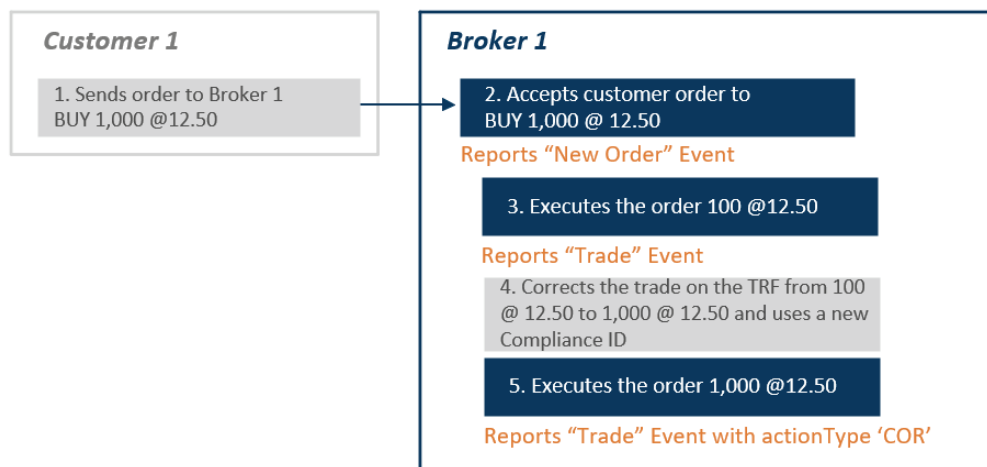 Customer 1
1. Sends order to Broker 1
BUY 1,000 @12.50
Broker 1
2. Accepts customer order to
BUY 1,000 @ 12.50
Reports “New Order” Event
3. Executes the order 100 @12.50
Reports “Trade” Event
4. Corrects the trade on the TRF from 100
@ 12.50 to 1,000 @ 12.50 and uses a new
Compliance ID
5. Executes the order 1,000 @12.50
Reports “Trade” Event with actionType ‘COR’